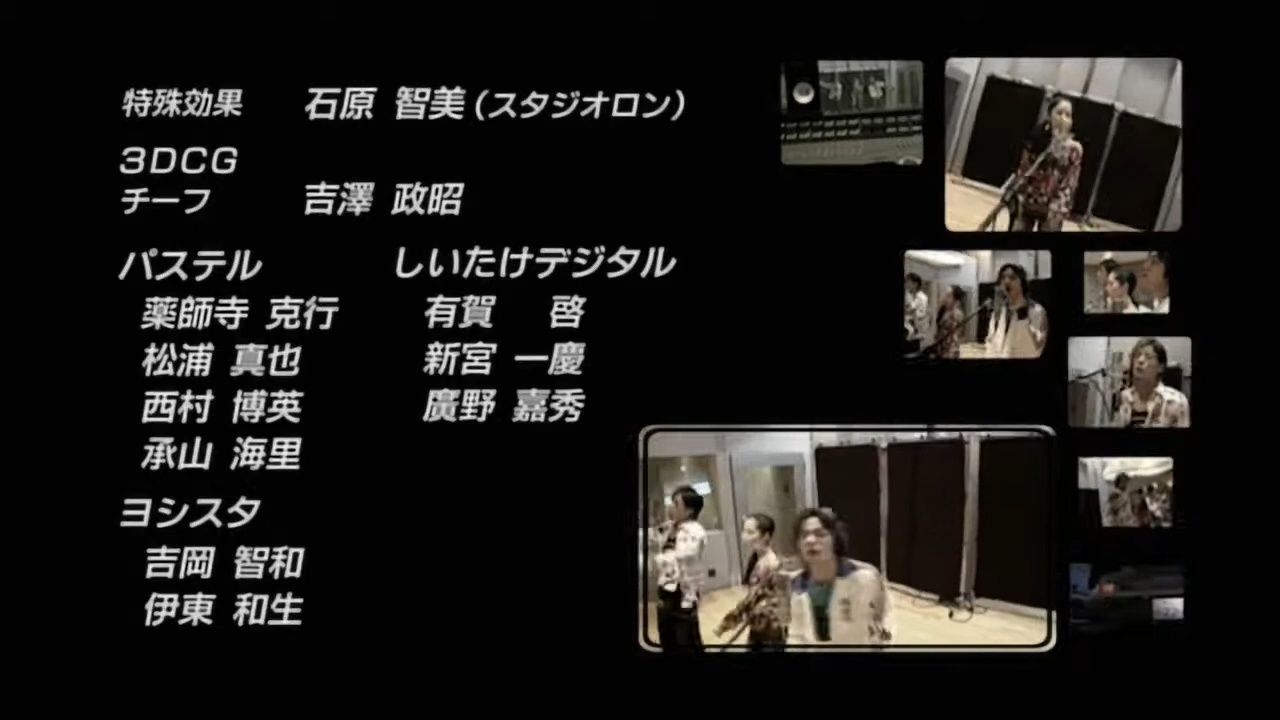 特殊効果 石原 智美(スタジオロン)
3DCG
チーフ 吉澤 政昭
パステル しいたけデジタル
薬師寺 克行 有賀 啓
松浦 真也 新宮 一慶
西村 博英 廣野 嘉秀
承山 海里
ヨシスタ
吉岡 智和
伊東 和生